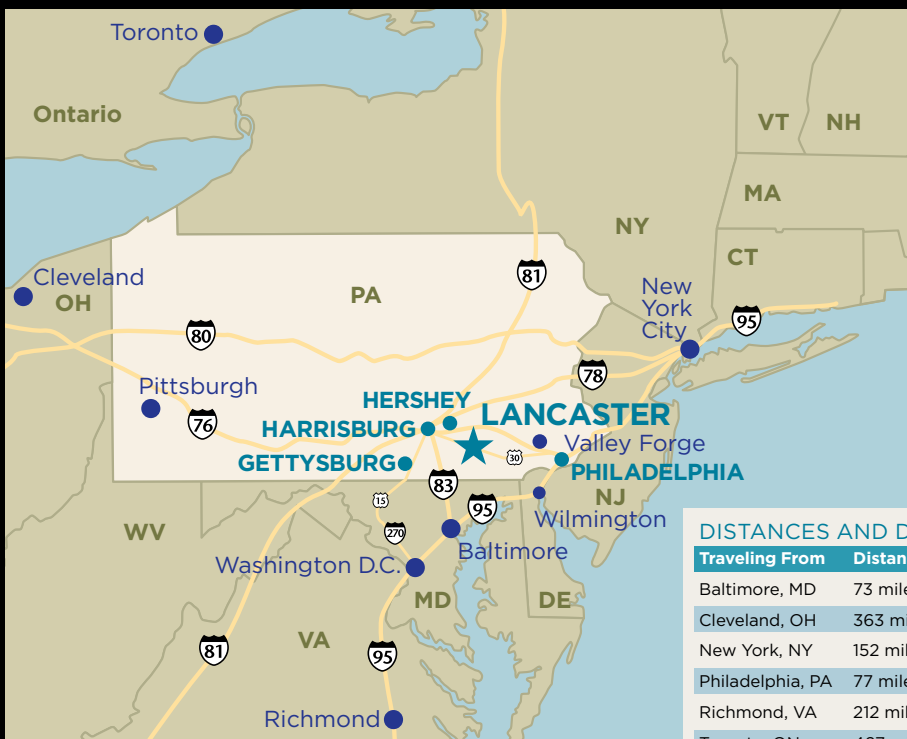 Toronto
Ontario
VT
NH
MA
NY
CT
Cleveland
OH
PA
81
New
York
City
95
80
78
Pittsburgh
HERSHEY
LANCASTER
76
HARRISBURG
Valley Forge
30
GETTYSBURG
PHILADELPHIA
83
15
95
NJ
Wilmington
WV
270
Baltimore
Washington D.C.
MD
DE
VA
81
95
Richmond
DISTANCES AND D
Traveling From Distan
Baltimore, MD 73 mile
Cleveland, OH 363 mi
New York, NY 152 mil
Philadelphia, PA 77 mile
Richmond, VA 212 mil